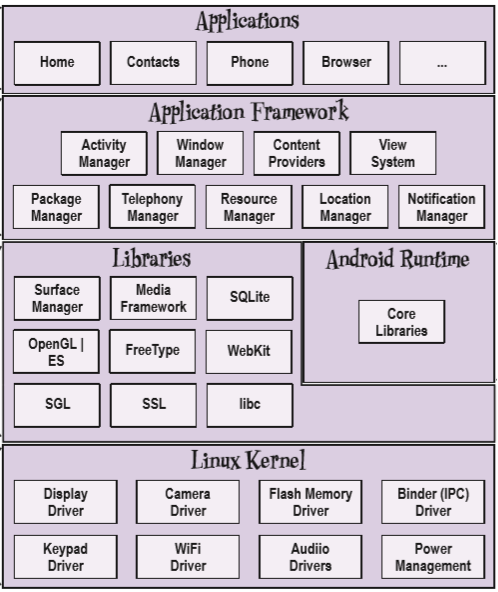 Applications
Home
Contacts
Phone
Browser
...
Application Framework
Activity
Manager
Window
Manager
Content
Providers
View
System
Package
Manager
Telephony
Manager
Resource
Manager
Location
Manager
Notification
Manager
Libraries
Surface
Manager
Media
Framework
SQLite
OpenGL |
ES
FreeType
WebKit
SGL
SSL
libc
Android Runtime
Core
Libraries
Linux Kernel
Display
Driver
Camera
Driver
Flash Memory
Driver
Binder (IPC)
Driver
Keypad
Driver
WiFi
Driver
Audiio
Drivers
Power
Management